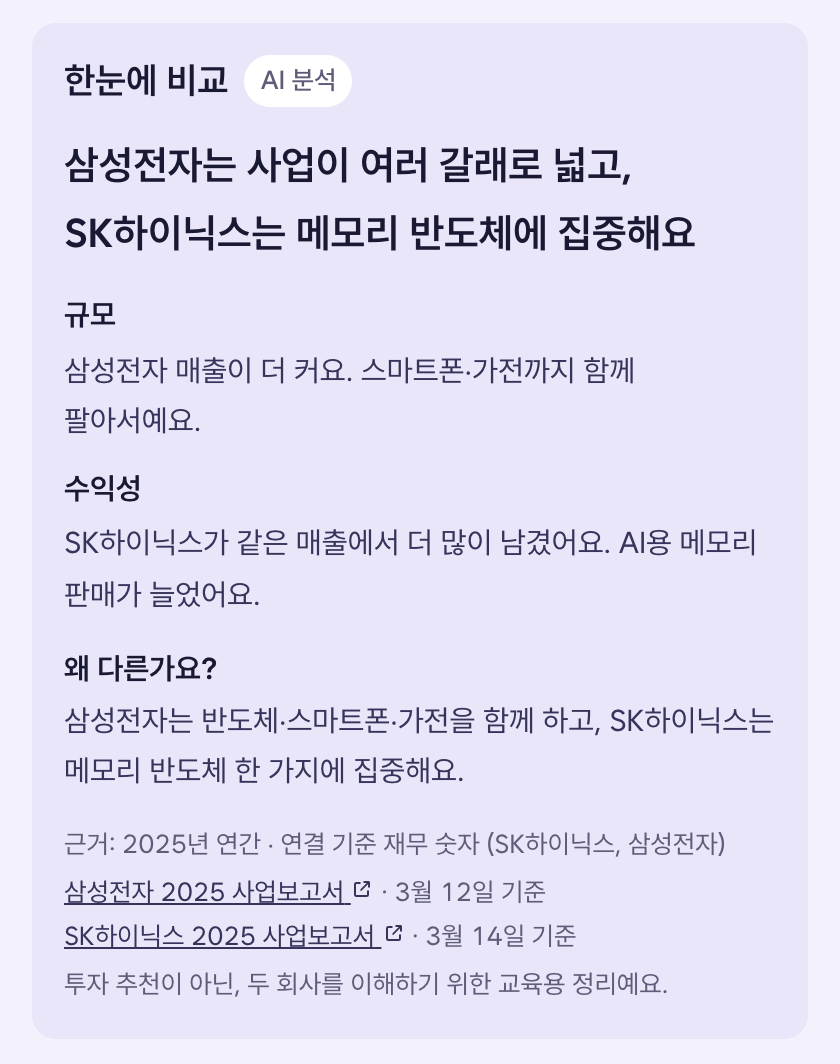 한눈에 비교 AI 분석
삼성전자는 사업이 여러 갈래로 넓고,
SK하이닉스는 메모리 반도체에 집중해요
규모
삼성전자 매출이 더 커요. 스마트폰·가전까지 함께
팔아서예요.
수익성
SK하이닉스가 같은 매출에서 더 많이 남겼어요. AI용 메모리
판매가 늘었어요.
왜 다른가요?
삼성전자는 반도체·스마트폰·가전을 함께 하고, SK하이닉스는
메모리 반도체 한 가지에 집중해요.
근거: 2025년 연간 · 연결 기준 재무 숫자 (SK하이닉스, 삼성전자)
삼성전자 2025 사업보고서 · 3월 12일 기준
SK하이닉스 2025 사업보고서 · 3월 14일 기준
투자 추천이 아닌, 두 회사를 이해하기 위한 교육용 정리예요.